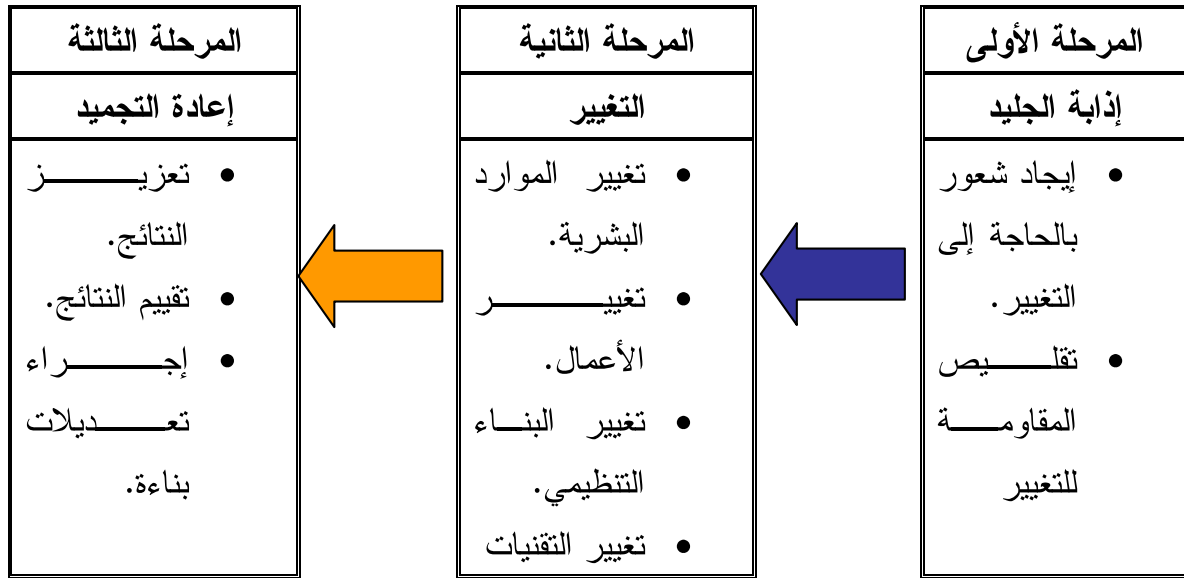 المرحلة الأولى
إذابة الجليد
• إيجاد شعور
بالحاجة إلى
التغيير.
• تقليص
المقاومة
للتغيير
المرحلة الثانية
التغيير
• تغيير الموارد
البشرية.
• تغيير
الأعمال.
• تغيير البناء
التنظيمي.
• تغيير التقنيات
المرحلة الثالثة
إعادة التجميد
• تعزيز
النتائج.
• تقييم النتائج.
• إجراء
تعديلات
بناءة.